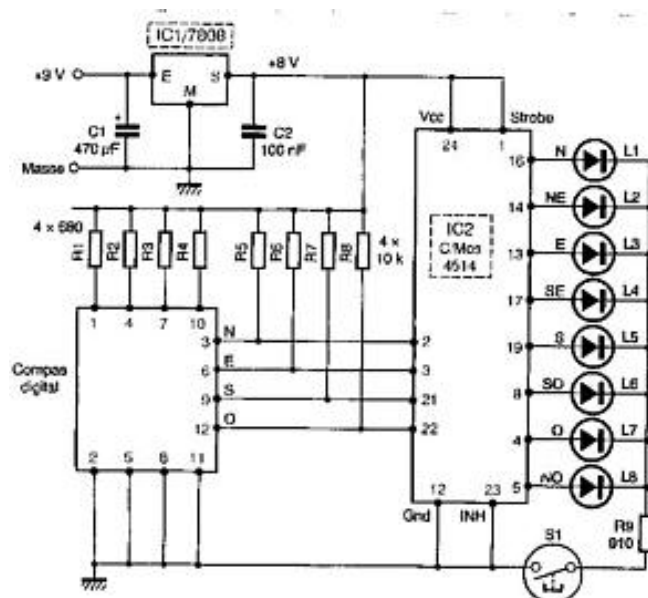 IC1/7808
+9 V
E
S
+8 V
M
C1
470 µF
C2
100 nF
Masse
Vcc
Strobe
24
1
16
N
L1
14
NE
L2
13
E
L3
17
SE
L4
19
S
L5
8
SO
L6
4
O
L7
5
NO
L8
IC2
C/Mos
4514
4 × 680
R1
R2
R3
R4
R5
R6
R7
R8
4 ×
10 k
1
4
7
10
Compas
digital
3
N
2
6
E
3
9
S
21
12
O
22
2
5
8
11
12
23
Gnd
INH
S1
R9
910